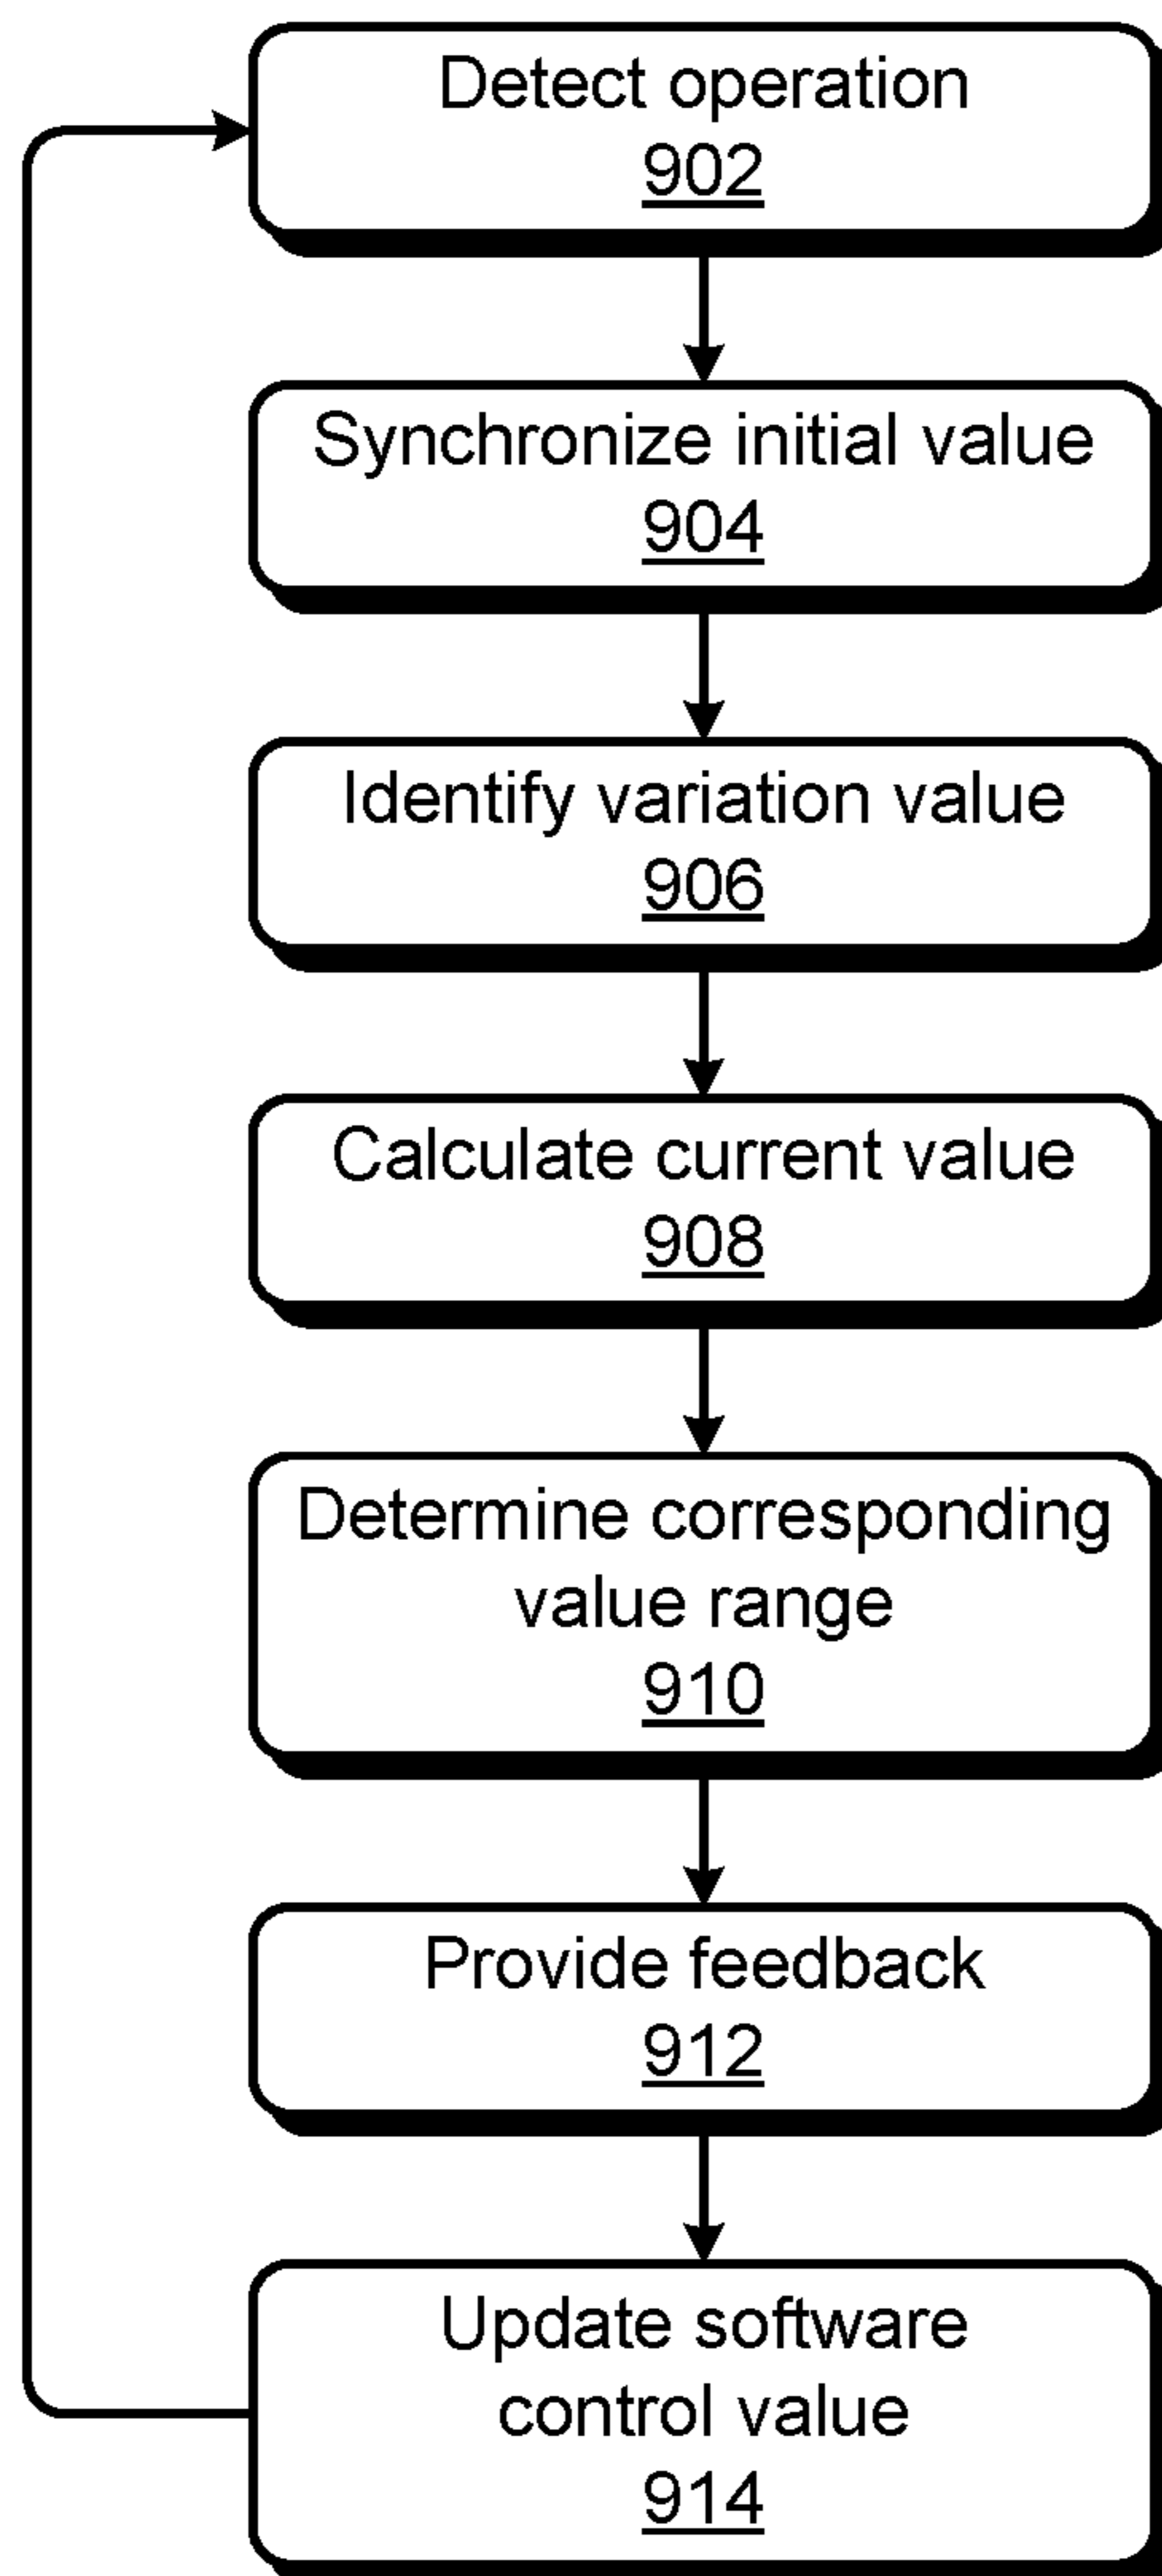 Detect operation
902
Synchronize initial value
904
Identify variation value
906
Calculate current value
908
Determine corresponding
value range
910
Provide feedback
912
Update software
control value
914